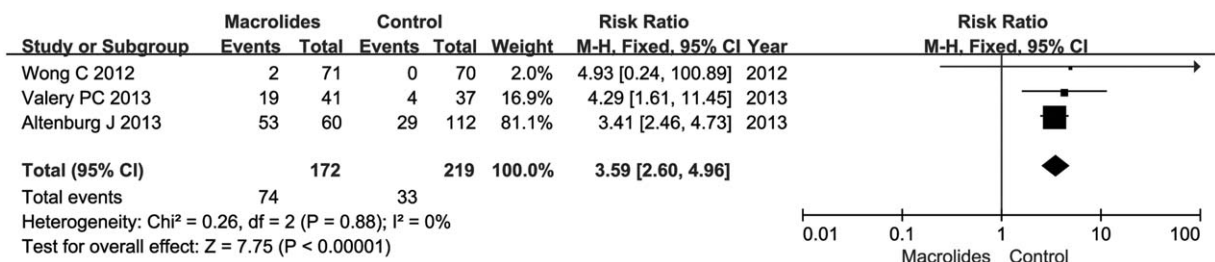 Macrolides Control Risk Ratio Risk Ratio
Study or Subgroup Events Total Events Total Weight M-H, Fixed, 95% CI Year M-H, Fixed, 95% CI
Wong C 2012 2 71 0 70 2.0% 4.93 [0.24, 100.89] 2012
Valery PC 2013 19 41 4 37 16.9% 4.29 [1.61, 11.45] 2013
Altenburg J 2013 53 60 29 112 81.1% 3.41 [2.46, 4.73] 2013
Total (95% CI) 172 219 100.0% 3.59 [2.60, 4.96]
Total events 74 33
Heterogeneity: Chi² = 0.26, df = 2 (P = 0.88); I² = 0%
Test for overall effect: Z = 7.75 (P < 0.00001)
0.01 0.1 1 10 100
Macrolides Control